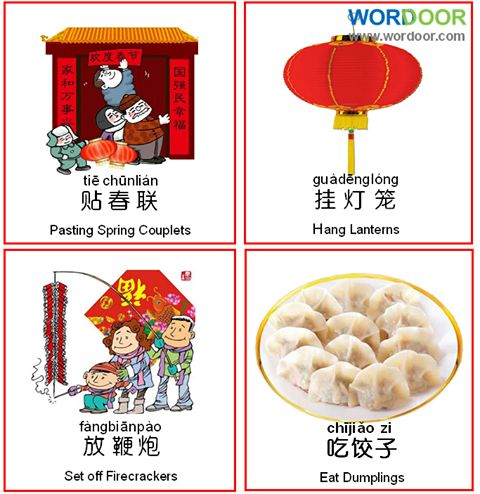 WORDOOR
www.wordoor.com
欢度春节
家和万事兴
国强民幸福
tiē chūnlián
贴春联
Pasting Spring Couplets
guàdēnglóng
挂灯笼
Hang Lanterns
福
fàngbiānpào
放鞭炮
Set off Firecrackers
chījiǎo zi
吃饺子
Eat Dumplings